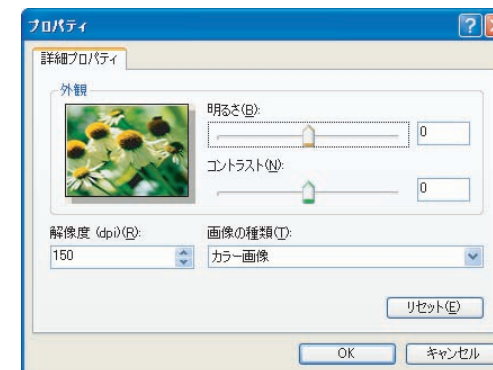 プロパティ
詳細プロパティ
外観
明るさ(B):
0
コントラスト(N):
0
解像度 (dpi)(R):
画像の種類(T):
150
カラー画像
リセット(E)
OK
キャンセル